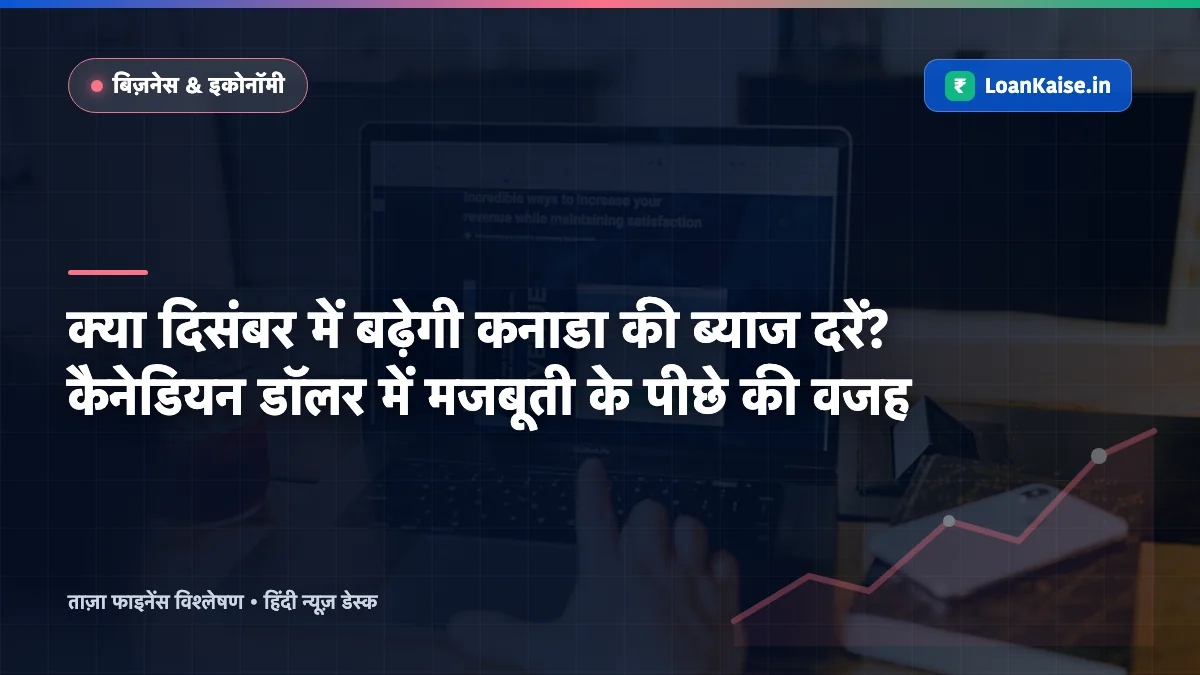 बिज़नेस & इकोनॉमी
₹ LoanKaise.in
Incredible ways to increase your
revenue while maintaining satisfaction
क्या दिसंबर में बढ़ेगी कनाडा की ब्याज दरें?
कैनेडियन डॉलर में मजबूती के पीछे की वजह
ताज़ा फाइनेंस विश्लेषण • हिंदी न्यूज़ डेस्क